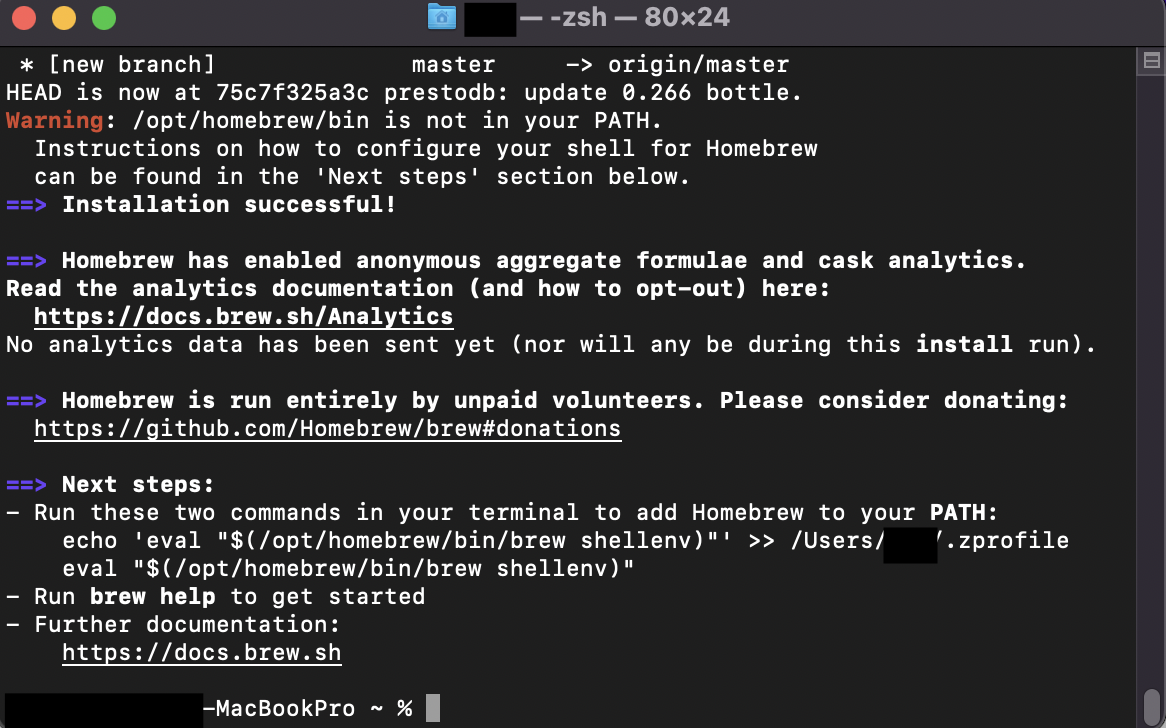 — -zsh — 80×24
* [new branch] master -> origin/master
HEAD is now at 75c7f325a3c prestodb: update 0.266 bottle.
Warning: /opt/homebrew/bin is not in your PATH.
Instructions on how to configure your shell for Homebrew
can be found in the 'Next steps' section below.
==> Installation successful!
==> Homebrew has enabled anonymous aggregate formulae and cask analytics.
Read the analytics documentation (and how to opt-out) here:
https://docs.brew.sh/Analytics
No analytics data has been sent yet (nor will any be during this install run).
==> Homebrew is run entirely by unpaid volunteers. Please consider donating:
https://github.com/Homebrew/brew#donations
==> Next steps:
- Run these two commands in your terminal to add Homebrew to your PATH:
echo 'eval "$(/opt/homebrew/bin/brew shellenv)"' >> /Users/ /.zprofile
eval "$(/opt/homebrew/bin/brew shellenv)"
- Run brew help to get started
- Further documentation:
https://docs.brew.sh
-MacBookPro ~ %